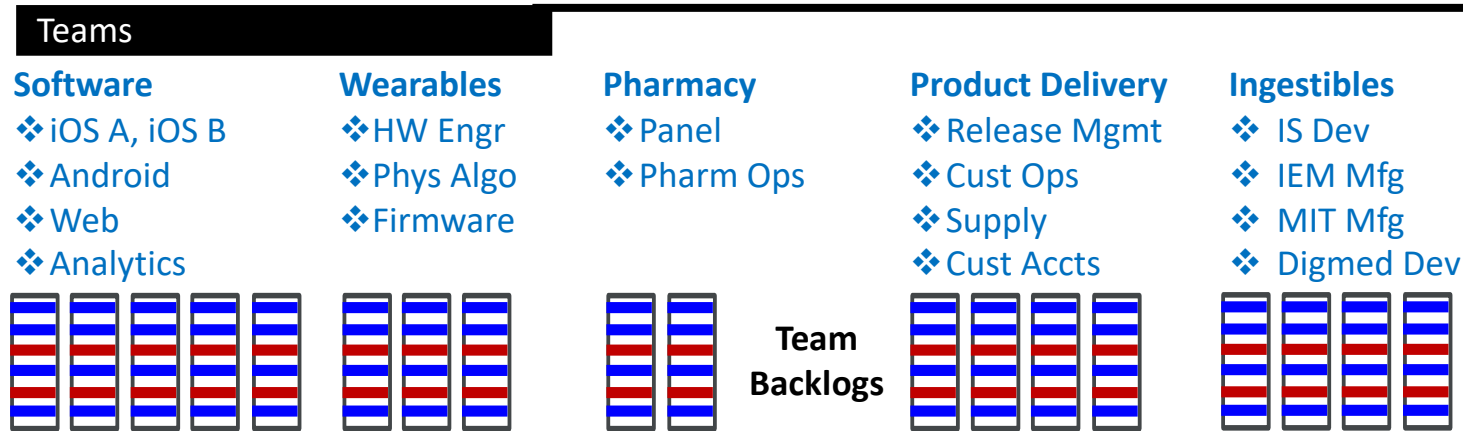 Teams
Software
❖iOS A, iOS B
❖Android
❖Web
❖Analytics
Wearables
❖HW Engr
❖Phys Algo
❖Firmware
Pharmacy
❖Panel
❖Pharm Ops
Product Delivery
❖Release Mgmt
❖Cust Ops
❖Supply
❖Cust Accts
Ingestibles
❖ IS Dev
❖ IEM Mfg
❖ MIT Mfg
❖ Digmed Dev
Team
Backlogs